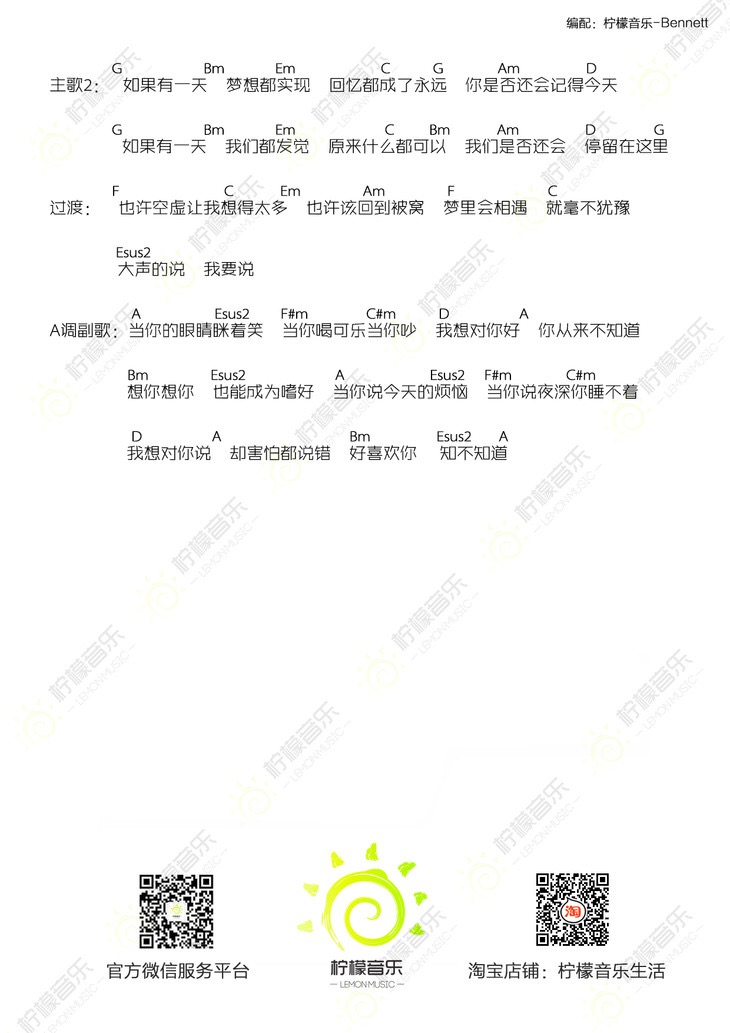 编配：柠檬音乐-Bennett
G Bm Em C G Am D
主歌2： 如果有一天 梦想都实现 回忆都成了永远 你是否还会记得今天
G Bm Em C Bm Am D G
如果有一天 我们都发觉 原来什么都可以 我们是否还会 停留在这里
F C Em Am F C
过渡： 也许空虚让我想得太多 也许该回到被窝 梦里会相遇 就毫不犹豫
Esus2
大声的说 我要说
A Esus2 F#m C#m D A
A调副歌：当你的眼睛眯着笑 当你喝可乐当你吵 我想对你好 你从来不知道
Bm Esus2 A Esus2 F#m C#m
想你想你 也能成为嗜好 当你说今天的烦恼 当你说夜深你睡不着
D A Bm Esus2 A
我想对你说 却害怕都说错 好喜欢你 知不知道
官方微信服务平台
柠檬音乐
LEMON MUSIC
淘
淘宝店铺：柠檬音乐生活